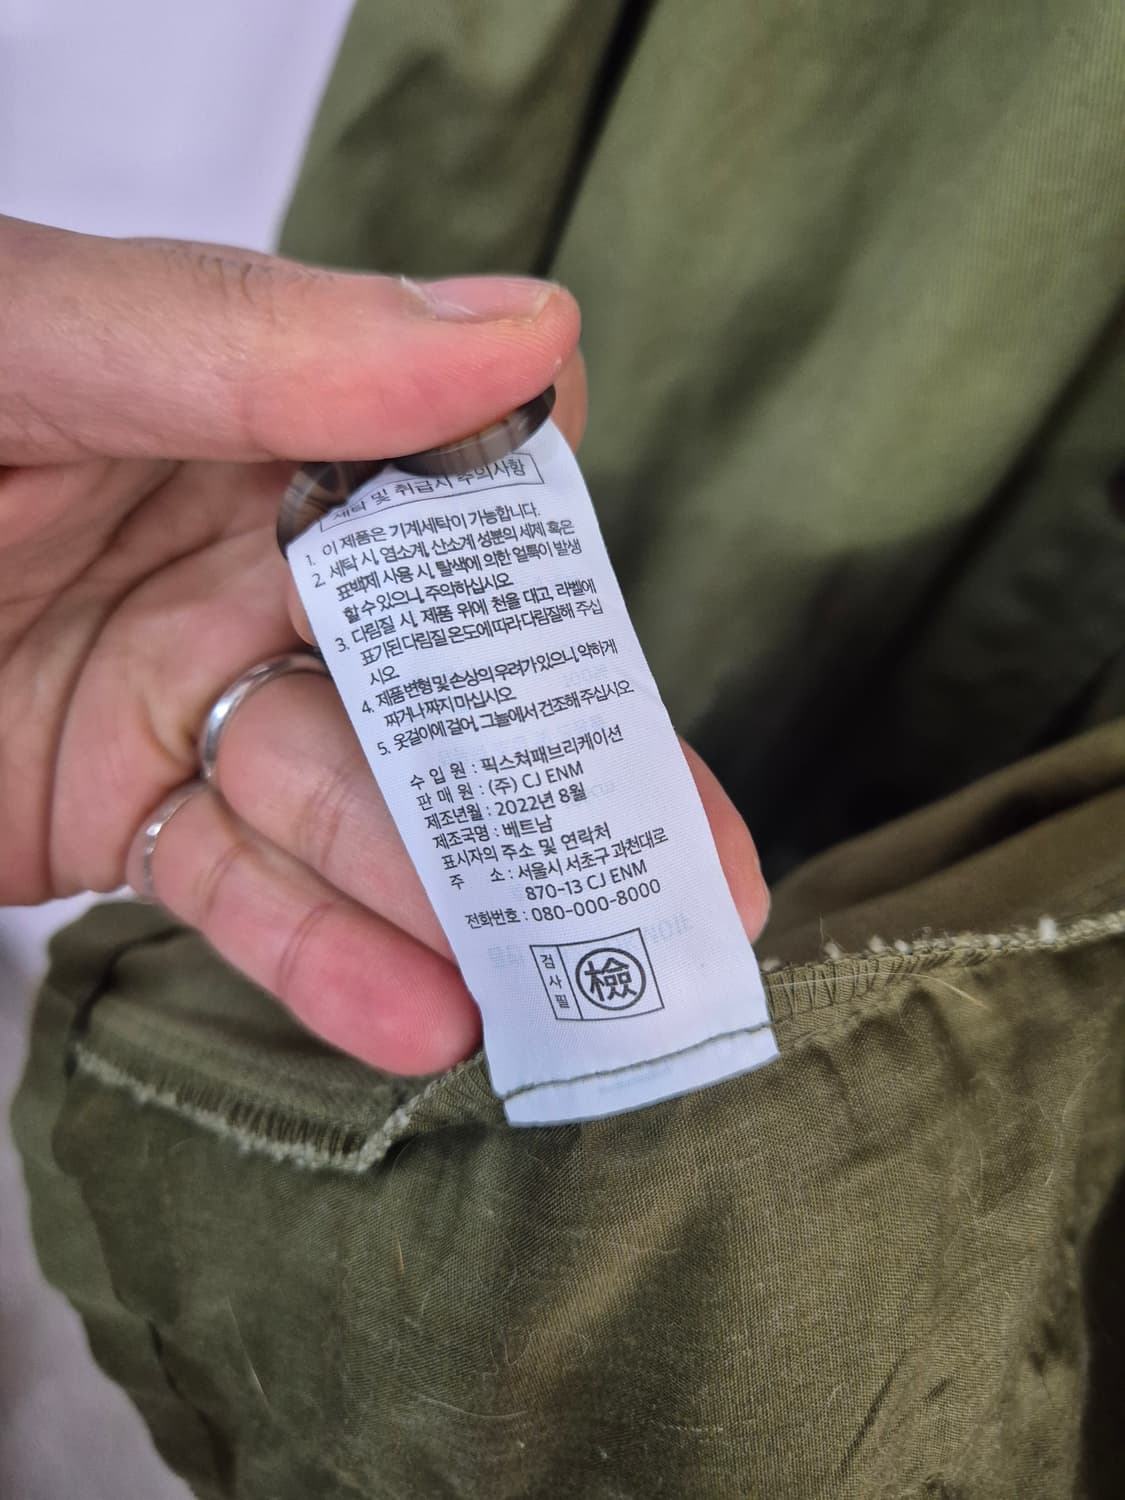 세탁 및 취급시 주의사항
1. 이 제품은 기계세탁이 가능합니다.
2. 세탁 시, 염소계, 산소계 성분의 세제 혹은
표백제 사용 시, 탈색에 의한 얼룩이 발생
할 수 있으니, 주의하십시오
3. 다림질 시, 제품 위에 천을 대고, 라벨에
표기된 다림질 온도에 따라 다림질해 주십
시오
4. 제품 변형 및 손상의 우려가 있으니, 약하게
짜거나 짜지 마십시오
5. 옷걸이에 걸어, 그늘에서 건조해 주십시오
수 입 원 : 픽스쳐패브리케이션
판 매 원 : (주) CJ ENM
제조년월 : 2022년 8월
제조국명 : 베트남
표시자의 주소 및 연락처
주 소 : 서울시 서초구 과천대로
870-13 CJ ENM
전화번호 : 080-000-8000
검사필 檢